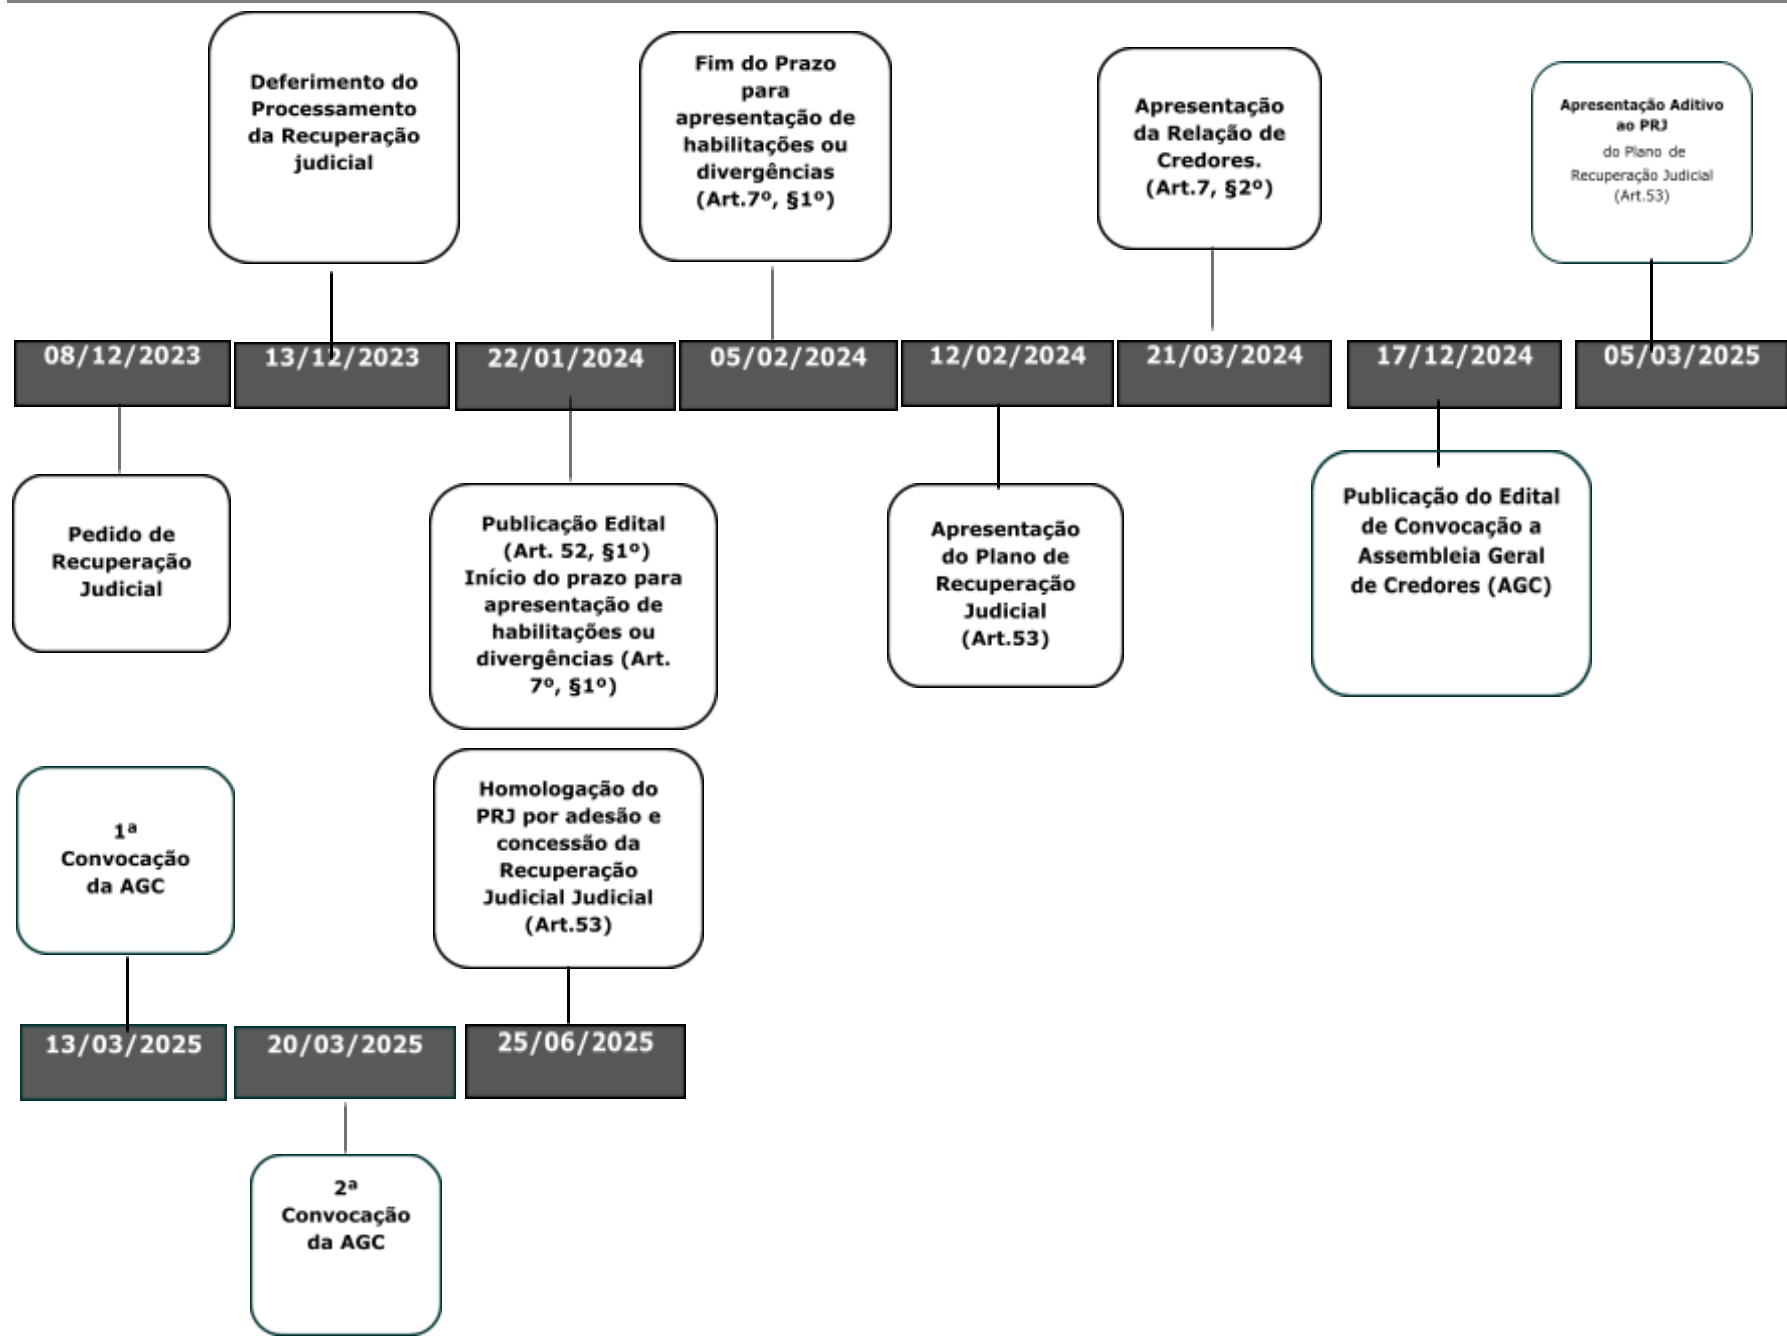 Deferimento do
Processamento
da Recuperação
judicial
Fim do Prazo
para
apresentação de
habilitações ou
divergências
(Art.7º, §1º)
Apresentação
da Relação de
Credores.
(Art.7, §2º)
Apresentação Aditivo
ao PRJ
do Plano de
Recuperação Judicial
(Art.53)
08/12/2023
13/12/2023
22/01/2024
05/02/2024
12/02/2024
21/03/2024
17/12/2024
05/03/2025
Pedido de
Recuperação
Judicial
Publicação Edital
(Art. 52, §1º)
Início do prazo para
apresentação de
habilitações ou
divergências (Art.
7º, §1º)
Apresentação
do Plano de
Recuperação
Judicial
(Art.53)
Publicação do Edital
de Convocação a
Assembleia Geral
de Credores (AGC)
1ª
Convocação
da AGC
Homologação do
PRJ por adesão e
concessão da
Recuperação
Judicial Judicial
(Art.53)
13/03/2025
20/03/2025
25/06/2025
2ª
Convocação
da AGC